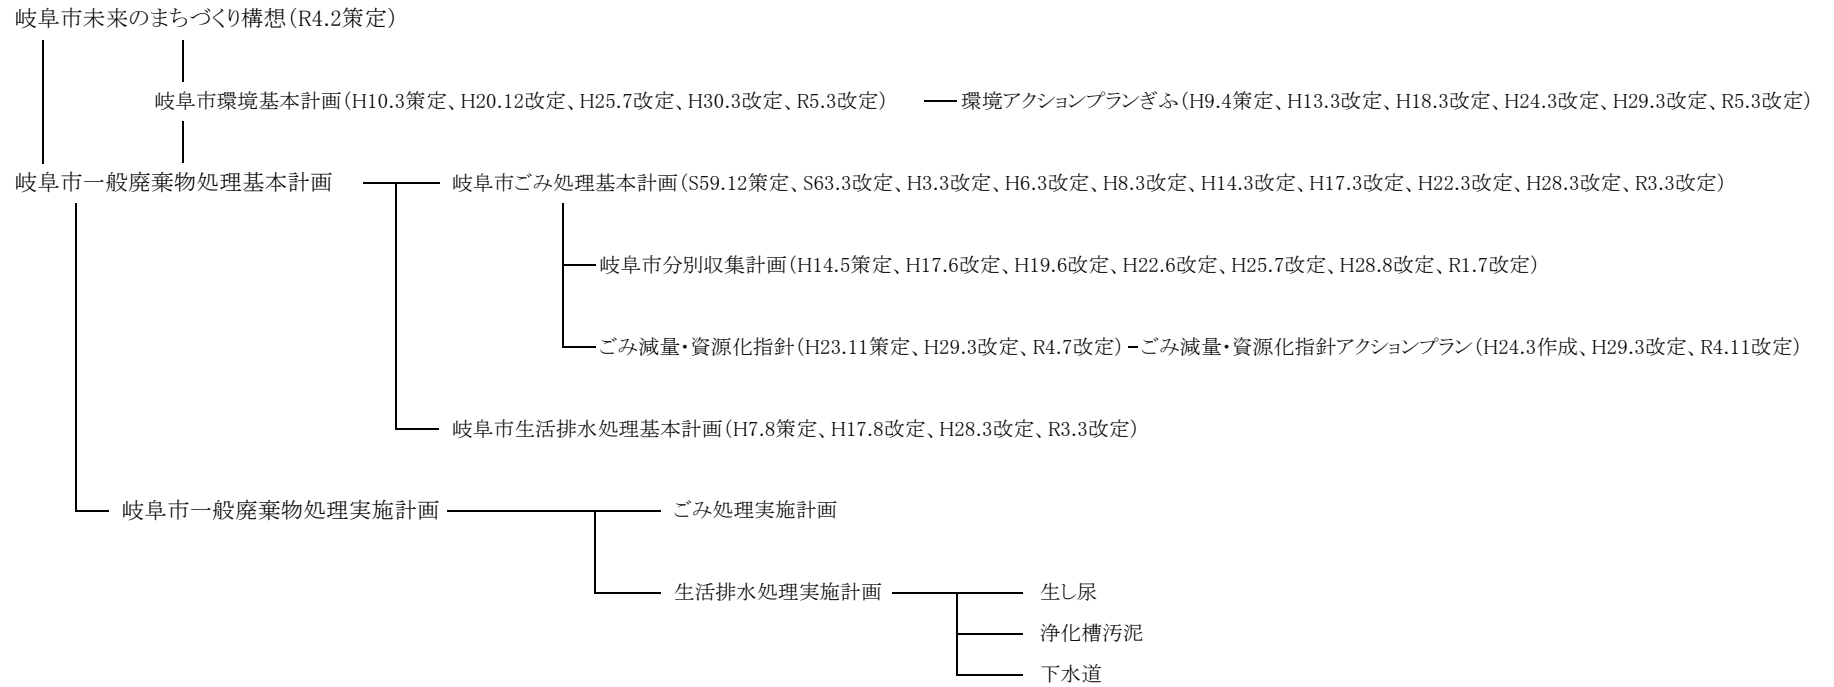 岐阜市未来のまちづくり構想(R4.2策定)
岐阜市環境基本計画(H10.3策定、H20.12改定、H25.7改定、H30.3改定、R5.3改定)
環境アクションプランぎふ(H9.4策定、H13.3改定、H18.3改定、H24.3改定、H29.3改定、R5.3改定)
岐阜市一般廃棄物処理基本計画
岐阜市ごみ処理基本計画(S59.12策定、S63.3改定、H3.3改定、H6.3改定、H8.3改定、H14.3改定、H17.3改定、H22.3改定、H28.3改定、R3.3改定)
岐阜市分別収集計画(H14.5策定、H17.6改定、H19.6改定、H22.6改定、H25.7改定、H28.8改定、R1.7改定)
ごみ減量・資源化指針(H23.11策定、H29.3改定、R4.7改定)
ごみ減量・資源化指針アクションプラン(H24.3作成、H29.3改定、R4.11改定)
岐阜市生活排水処理基本計画(H7.8策定、H17.8改定、H28.3改定、R3.3改定)
岐阜市一般廃棄物処理実施計画
ごみ処理実施計画
生活排水処理実施計画
生し尿
浄化槽汚泥
下水道